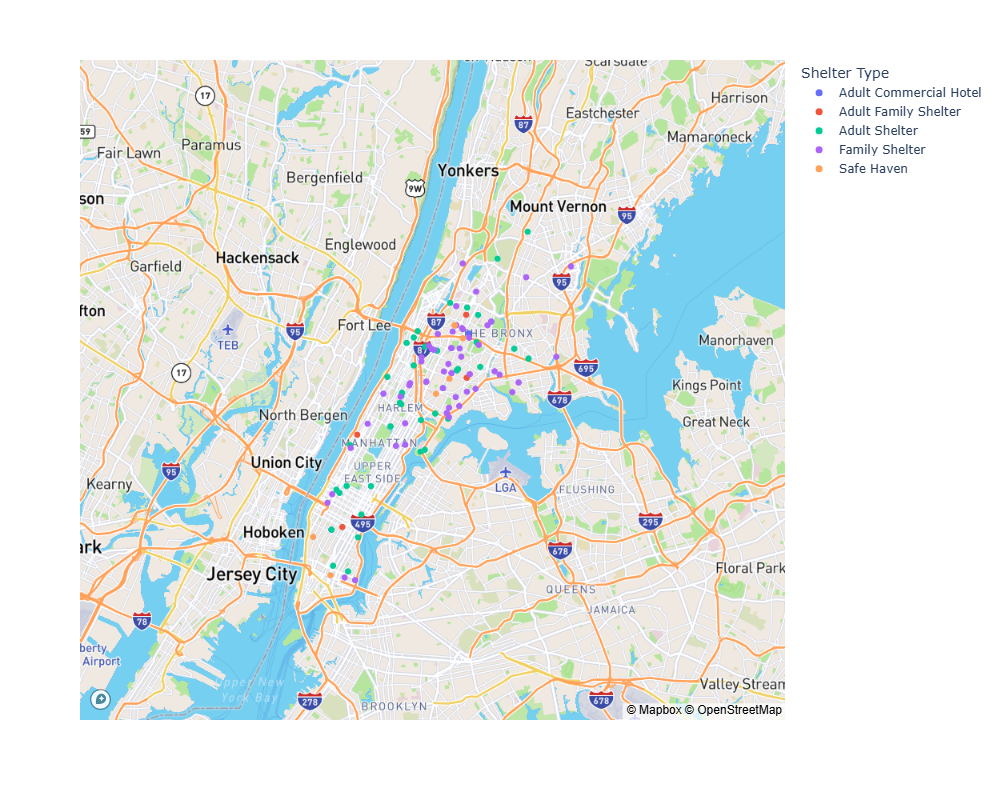 Scarsdale
Shelter Type
17
87
Harrison
Adult Commercial Hotel
Eastchester
Adult Family Shelter
59
Mamaroneck
Adult Shelter
Fair Lawn
Paramus
Family Shelter
Bergenfield
Yonkers
Safe Haven
9W
son
Mount Vernon
95
Englewood
Hackensack
Garfield
95
fton
87
Fort Lee
95
THE BRONX
TEB
Manorhaven
87
17
695
Kings Point
678
North Bergen
HARLEM
Great Neck
MANHATTAN
Union City
UPPER
EAST SIDE
95
Kearny
LGA
FLUSHING
495
295
Hoboken
ark
678
Jersey City
Floral Park
QUEENS
JAMAICA
78
berty
Airport
Upper New
York Bay
Valley Stream
278
BROOKLYN
678
© Mapbox © OpenStreetMap